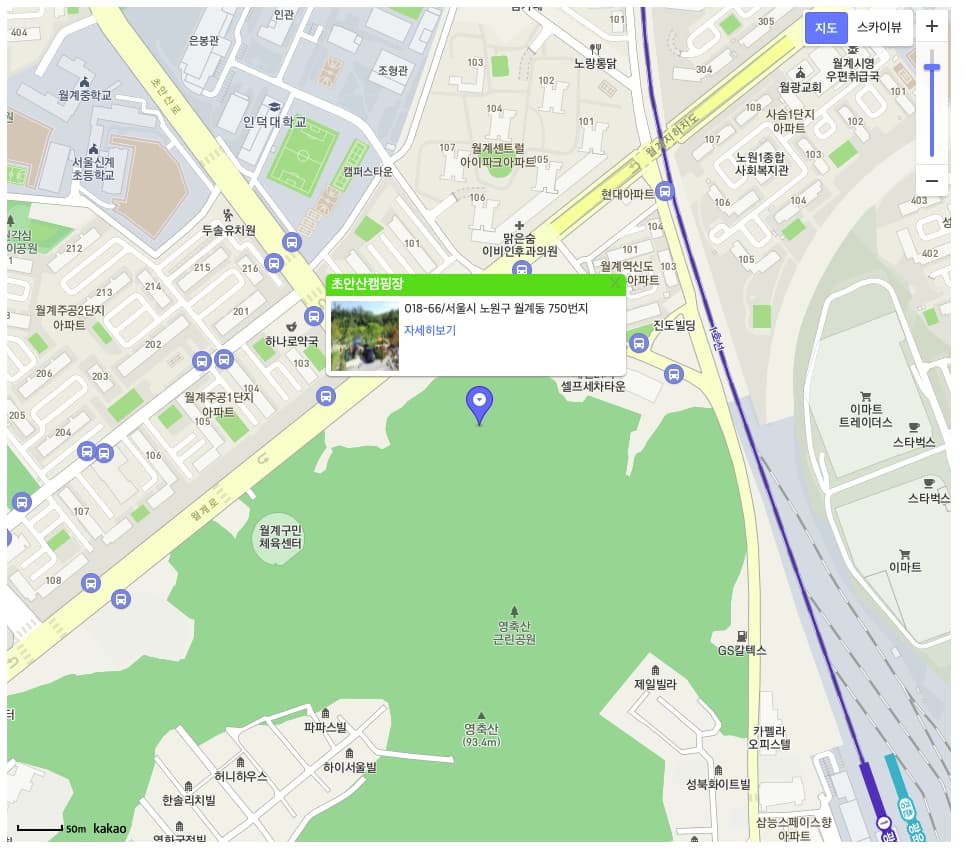 인관
305
지도
스카이뷰
404
은봉관
101
노랑통닭
조형관
103
304
월계시영
우편취급국
월광교회
월계중학교
초안산로
104
108
사슴1단지
아파트
102
인덕대학교
107
월계센트럴
아이파크아파트
105
월계지하차도
103
서울신계
초등학교
캠퍼스타운
노원1종합
사회복지관
101
현대아파트
106
403
402
두솔유치원
106
맑은숲
이비인후과의원
212
215
216
214
213
211
월계역신도
아파트
초안산캠핑장
018-66/서울시 노원구 월계동 750번지
자세히보기
월계주공2단지
아파트
하나로약국
진도빌딩
1호선
203
101
셀프세차타운
월계주공1단지
아파트
105
204
이마트
트레이더스
스타벅스
106
스타벅스
107
월계로
월계구민
체육센터
이마트
108
영축산
근린공원
GS칼텍스
제일빌라
터
파파스빌
영축산
(93.4m)
카펠라
오피스텔
허니하우스
하이서울빌
성북화이트빌
한솔리치빌
삼능스페이스향
아파트
50m
kakao
1